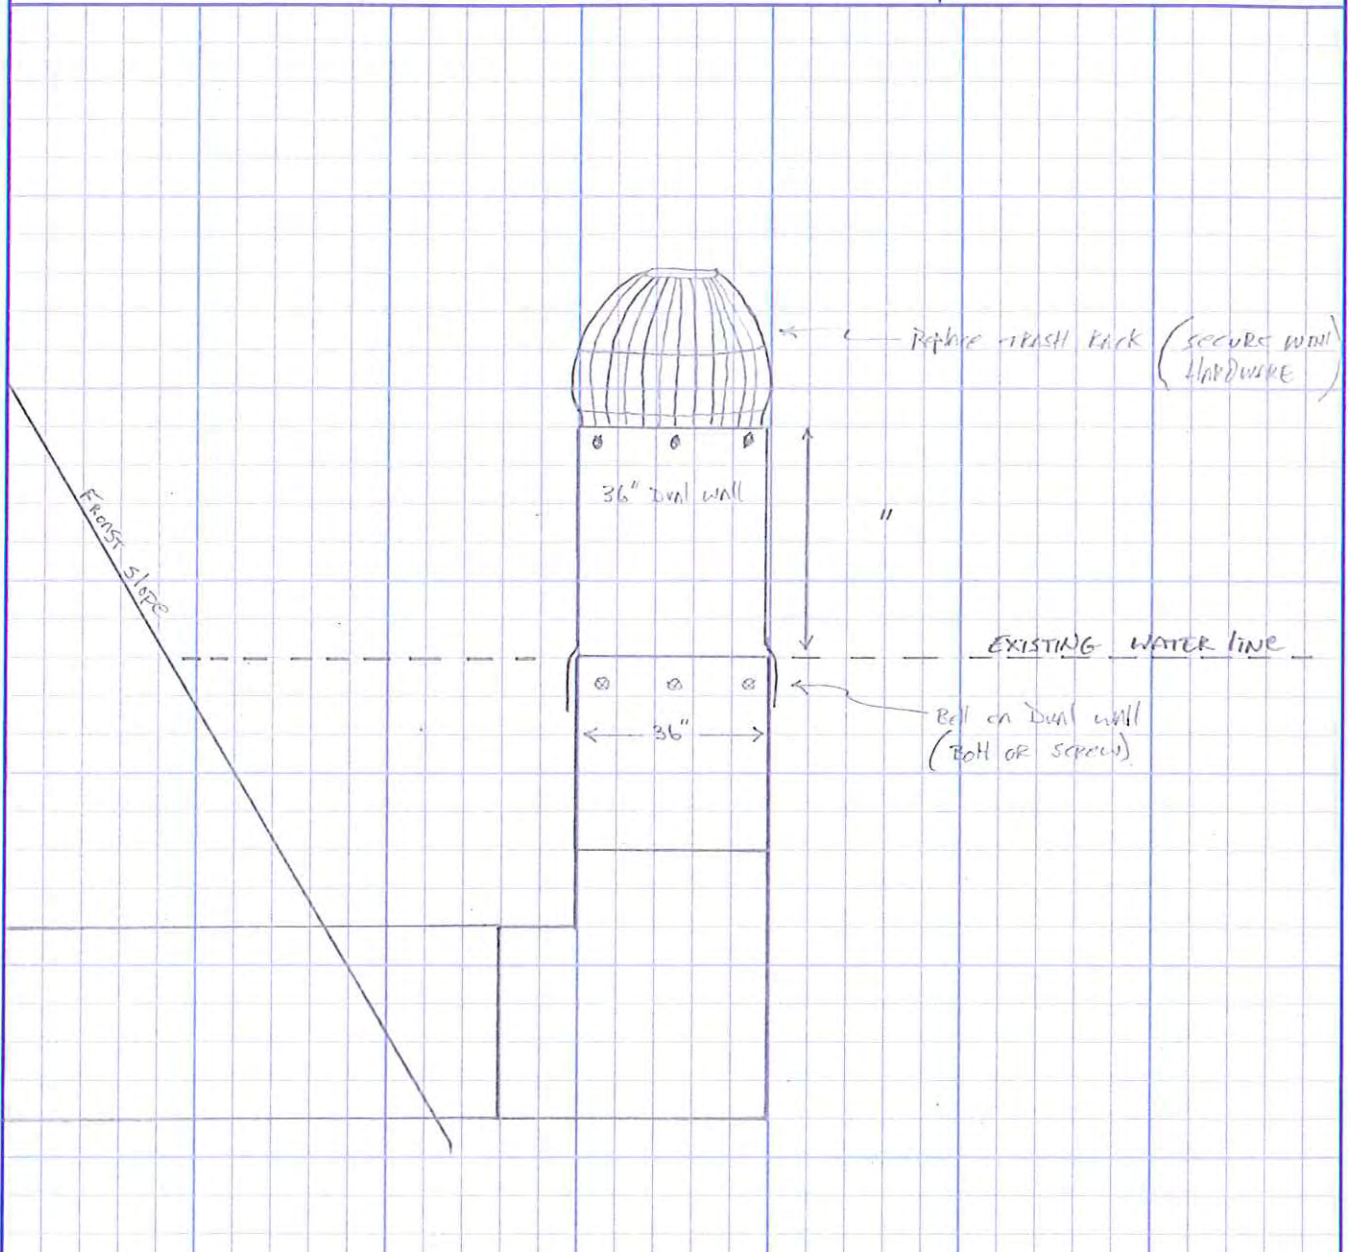 Replace TRASH RACK (SECURE WITH
HARDWARE)
36" Dual wall
"
FRONST slope
EXISTING WATER line
Bell on Dual wall
(Bolt OR SCREW)
36"